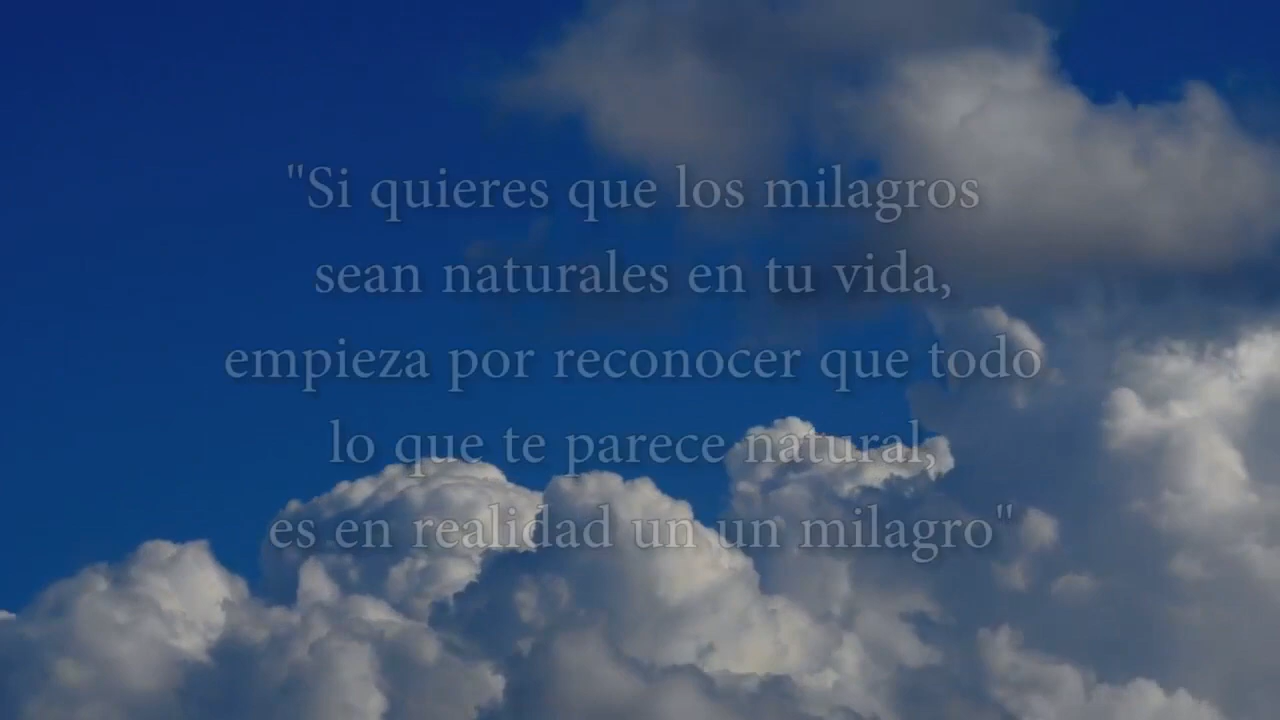 "Si quieres que los milagros
sean naturales en tu vida,
empieza por reconocer que todo
lo que te parece natural,
es en realidad un un milagro"